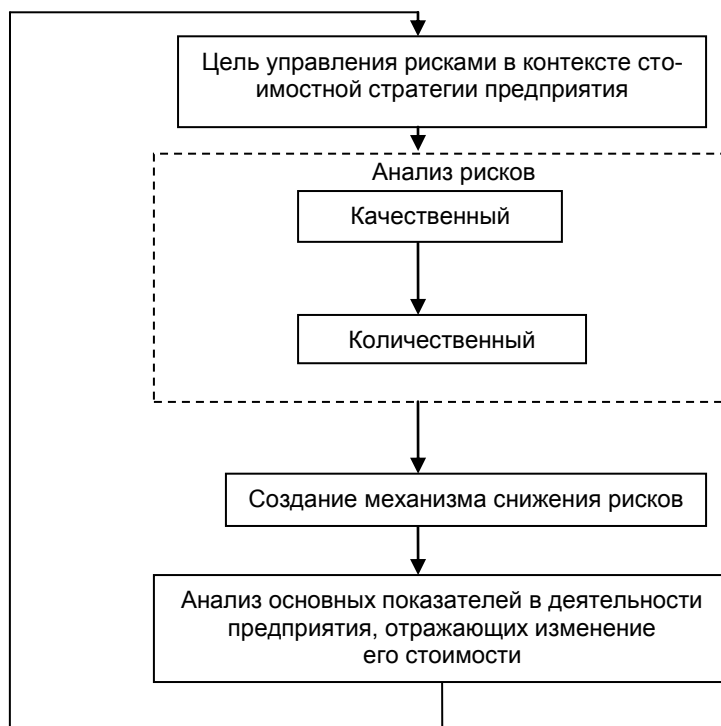 Цель управления рисками в контексте сто-
имостной стратегии предприятия
Анализ рисков
Качественный
Количественный
Создание механизма снижения рисков
Анализ основных показателей в деятельности
предприятия, отражающих изменение
его стоимости